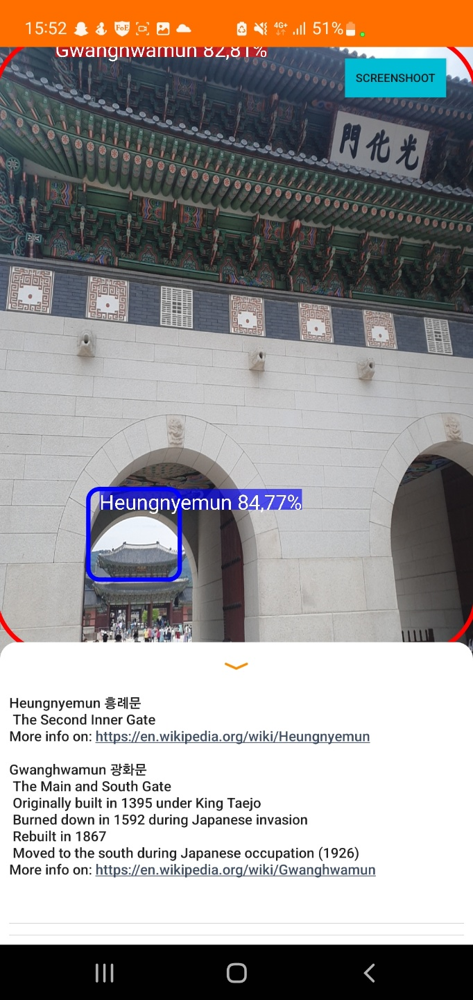 15:52
FoE
4G+
51%
Gwanghwamun 82,81%
SCREENSHOOT
門化光
Heungnyemun 84,77%
Heungnyemun 흥례문
The Second Inner Gate
More info on: https://en.wikipedia.org/wiki/Heungnyemun
Gwanghwamun 광화문
The Main and South Gate
Originally built in 1395 under King Taejo
Burned down in 1592 during Japanese invasion
Rebuilt in 1867
Moved to the south during Japanese occupation (1926)
More info on: https://en.wikipedia.org/wiki/Gwanghwamun